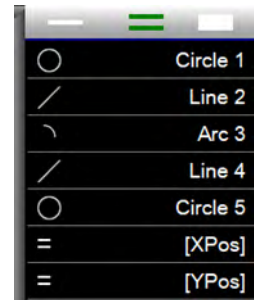 Circle 1
Line 2
Arc 3
Line 4
Circle 5
= [XPos]
= [YPos]